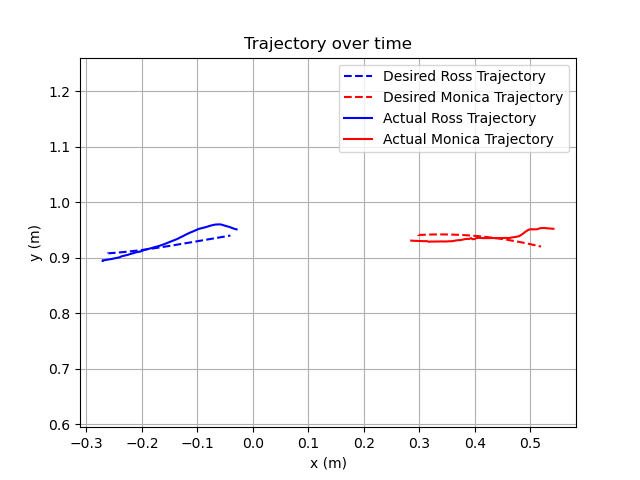 Trajectory over time
Desired Ross Trajectory
Desired Monica Trajectory
Actual Ross Trajectory
Actual Monica Trajectory
1.2
1.1
1.0
0.9
0.8
0.7
0.6
y (m)
−0.3 −0.2 −0.1 0.0 0.1 0.2 0.3 0.4 0.5
x (m)